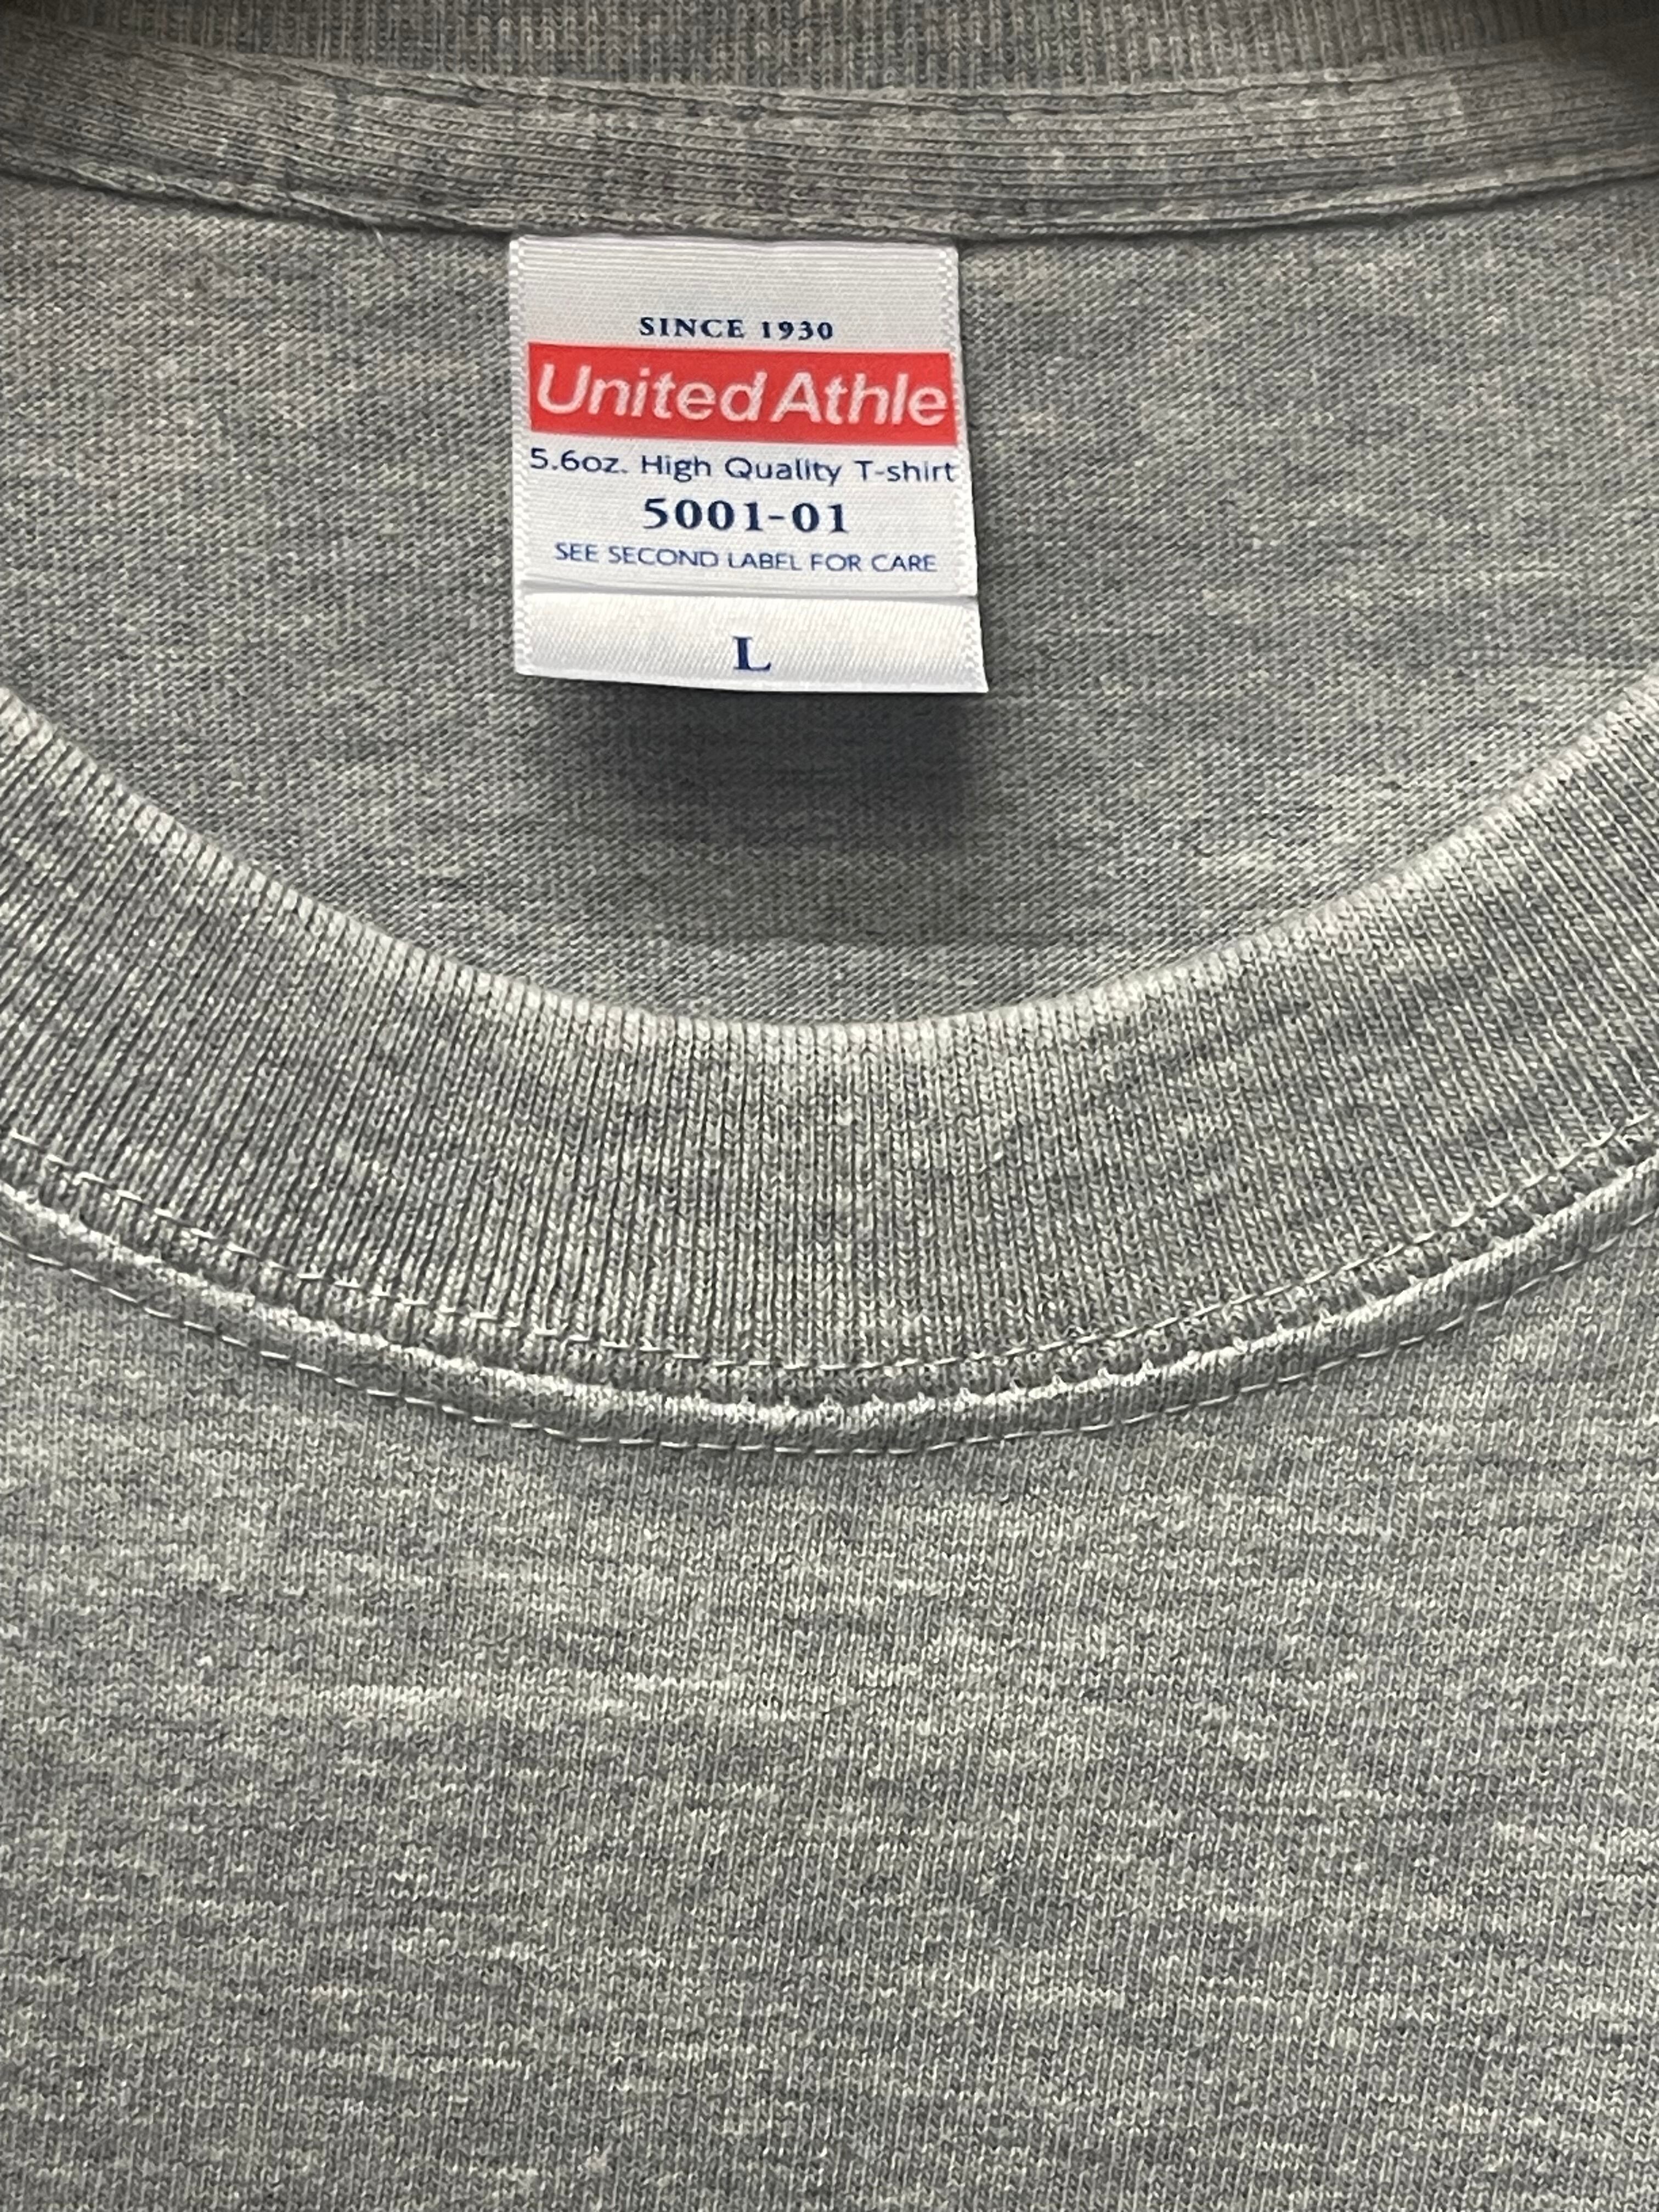 SINCE 1930
United Athle
5.6oz. High Quality T-shirt
5001-01
SEE SECOND LABEL FOR CARE
L